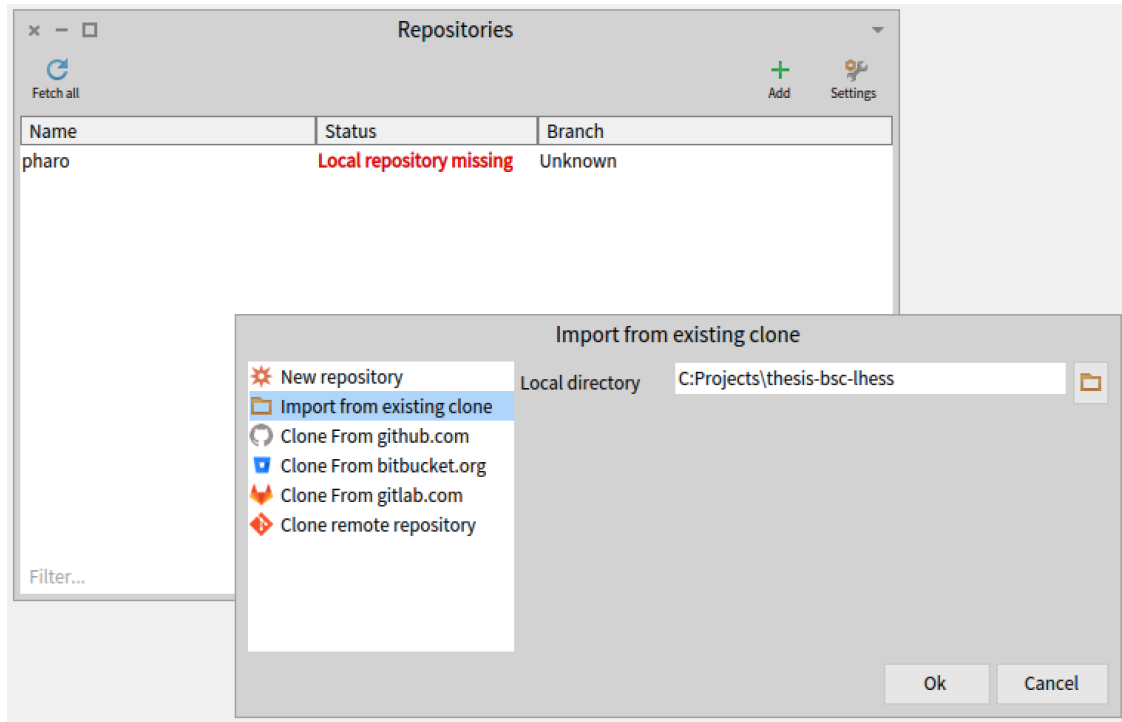 Repositories
Fetch all
Add
Settings
Name Status Branch
pharo Local repository missing Unknown
Filter...
Import from existing clone
New repository
Import from existing clone
Clone From github.com
Clone From bitbucket.org
Clone From gitlab.com
Clone remote repository
Local directory C:Projects\thesis-bsc-lhess
Ok Cancel